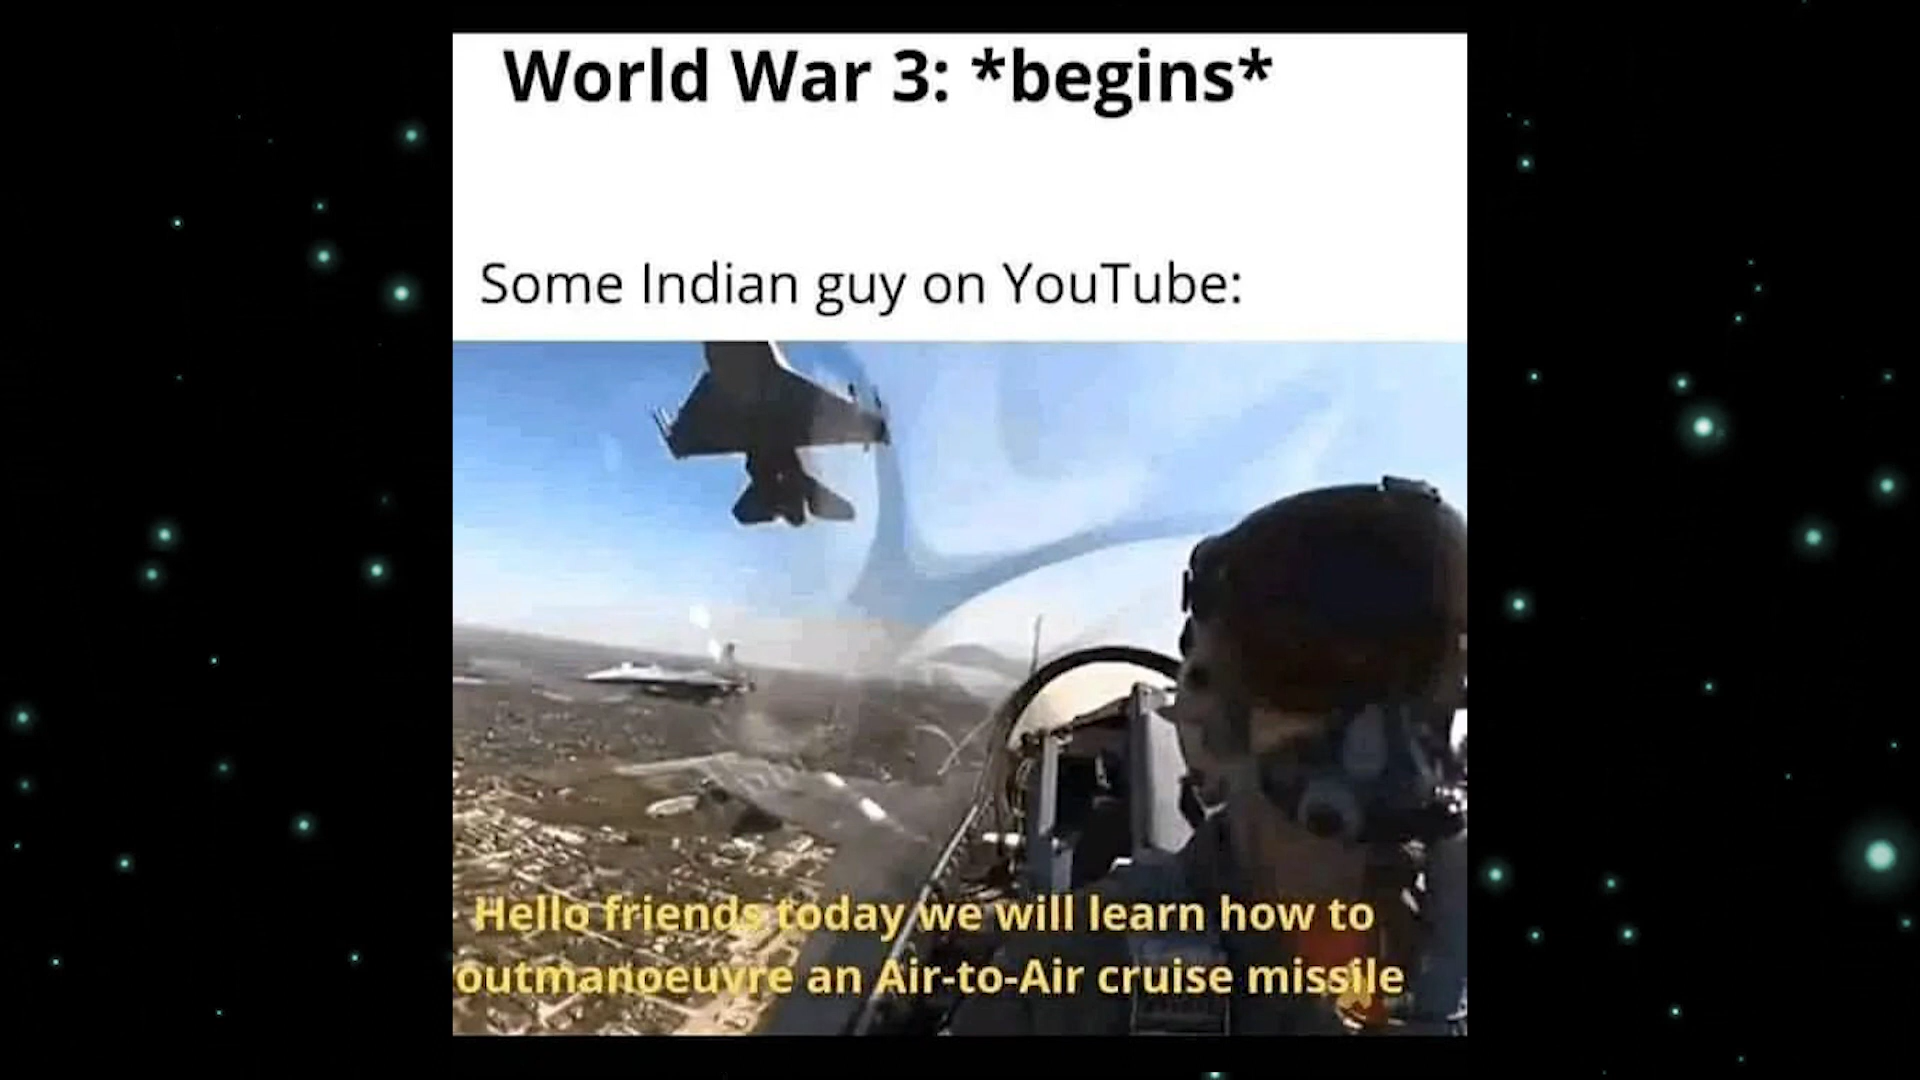 World War 3: *begins*
Some Indian guy on YouTube:
Hello friends today we will learn how to
outmanoeuvre an Air-to-Air cruise missile